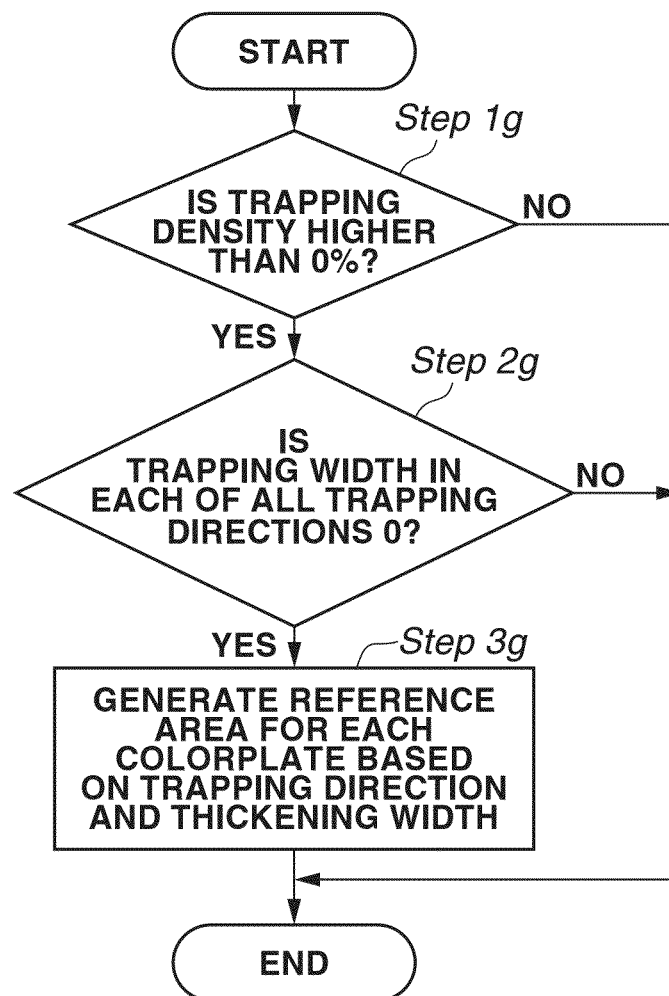 START
Step 1g
IS TRAPPING
DENSITY HIGHER
THAN 0%?
NO
YES
Step 2g
IS
TRAPPING WIDTH IN
EACH OF ALL TRAPPING
DIRECTIONS 0?
NO
YES
Step 3g
GENERATE REFERENCE
AREA FOR EACH
COLORPLATE BASED
ON TRAPPING DIRECTION
AND THICKENING WIDTH
END